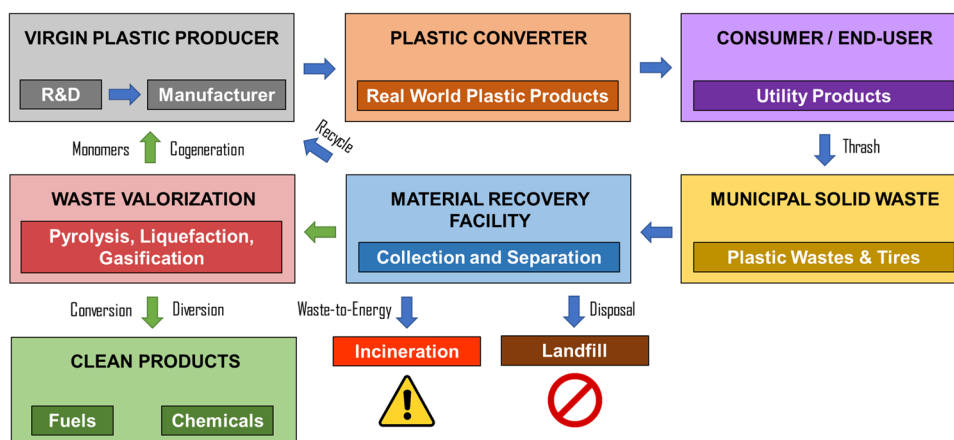 VIRGIN PLASTIC PRODUCER
R&D
Manufacturer
PLASTIC CONVERTER
Real World Plastic Products
CONSUMER / END-USER
Utility Products
Monomers
Cogeneration
Recycle
Thrash
WASTE VALORIZATION
Pyrolysis, Liquefaction,
Gasification
MATERIAL RECOVERY
FACILITY
Collection and Separation
MUNICIPAL SOLID WASTE
Plastic Wastes & Tires
Conversion
Diversion
Waste-to-Energy
Disposal
CLEAN PRODUCTS
Fuels
Chemicals
Incineration
Landfill